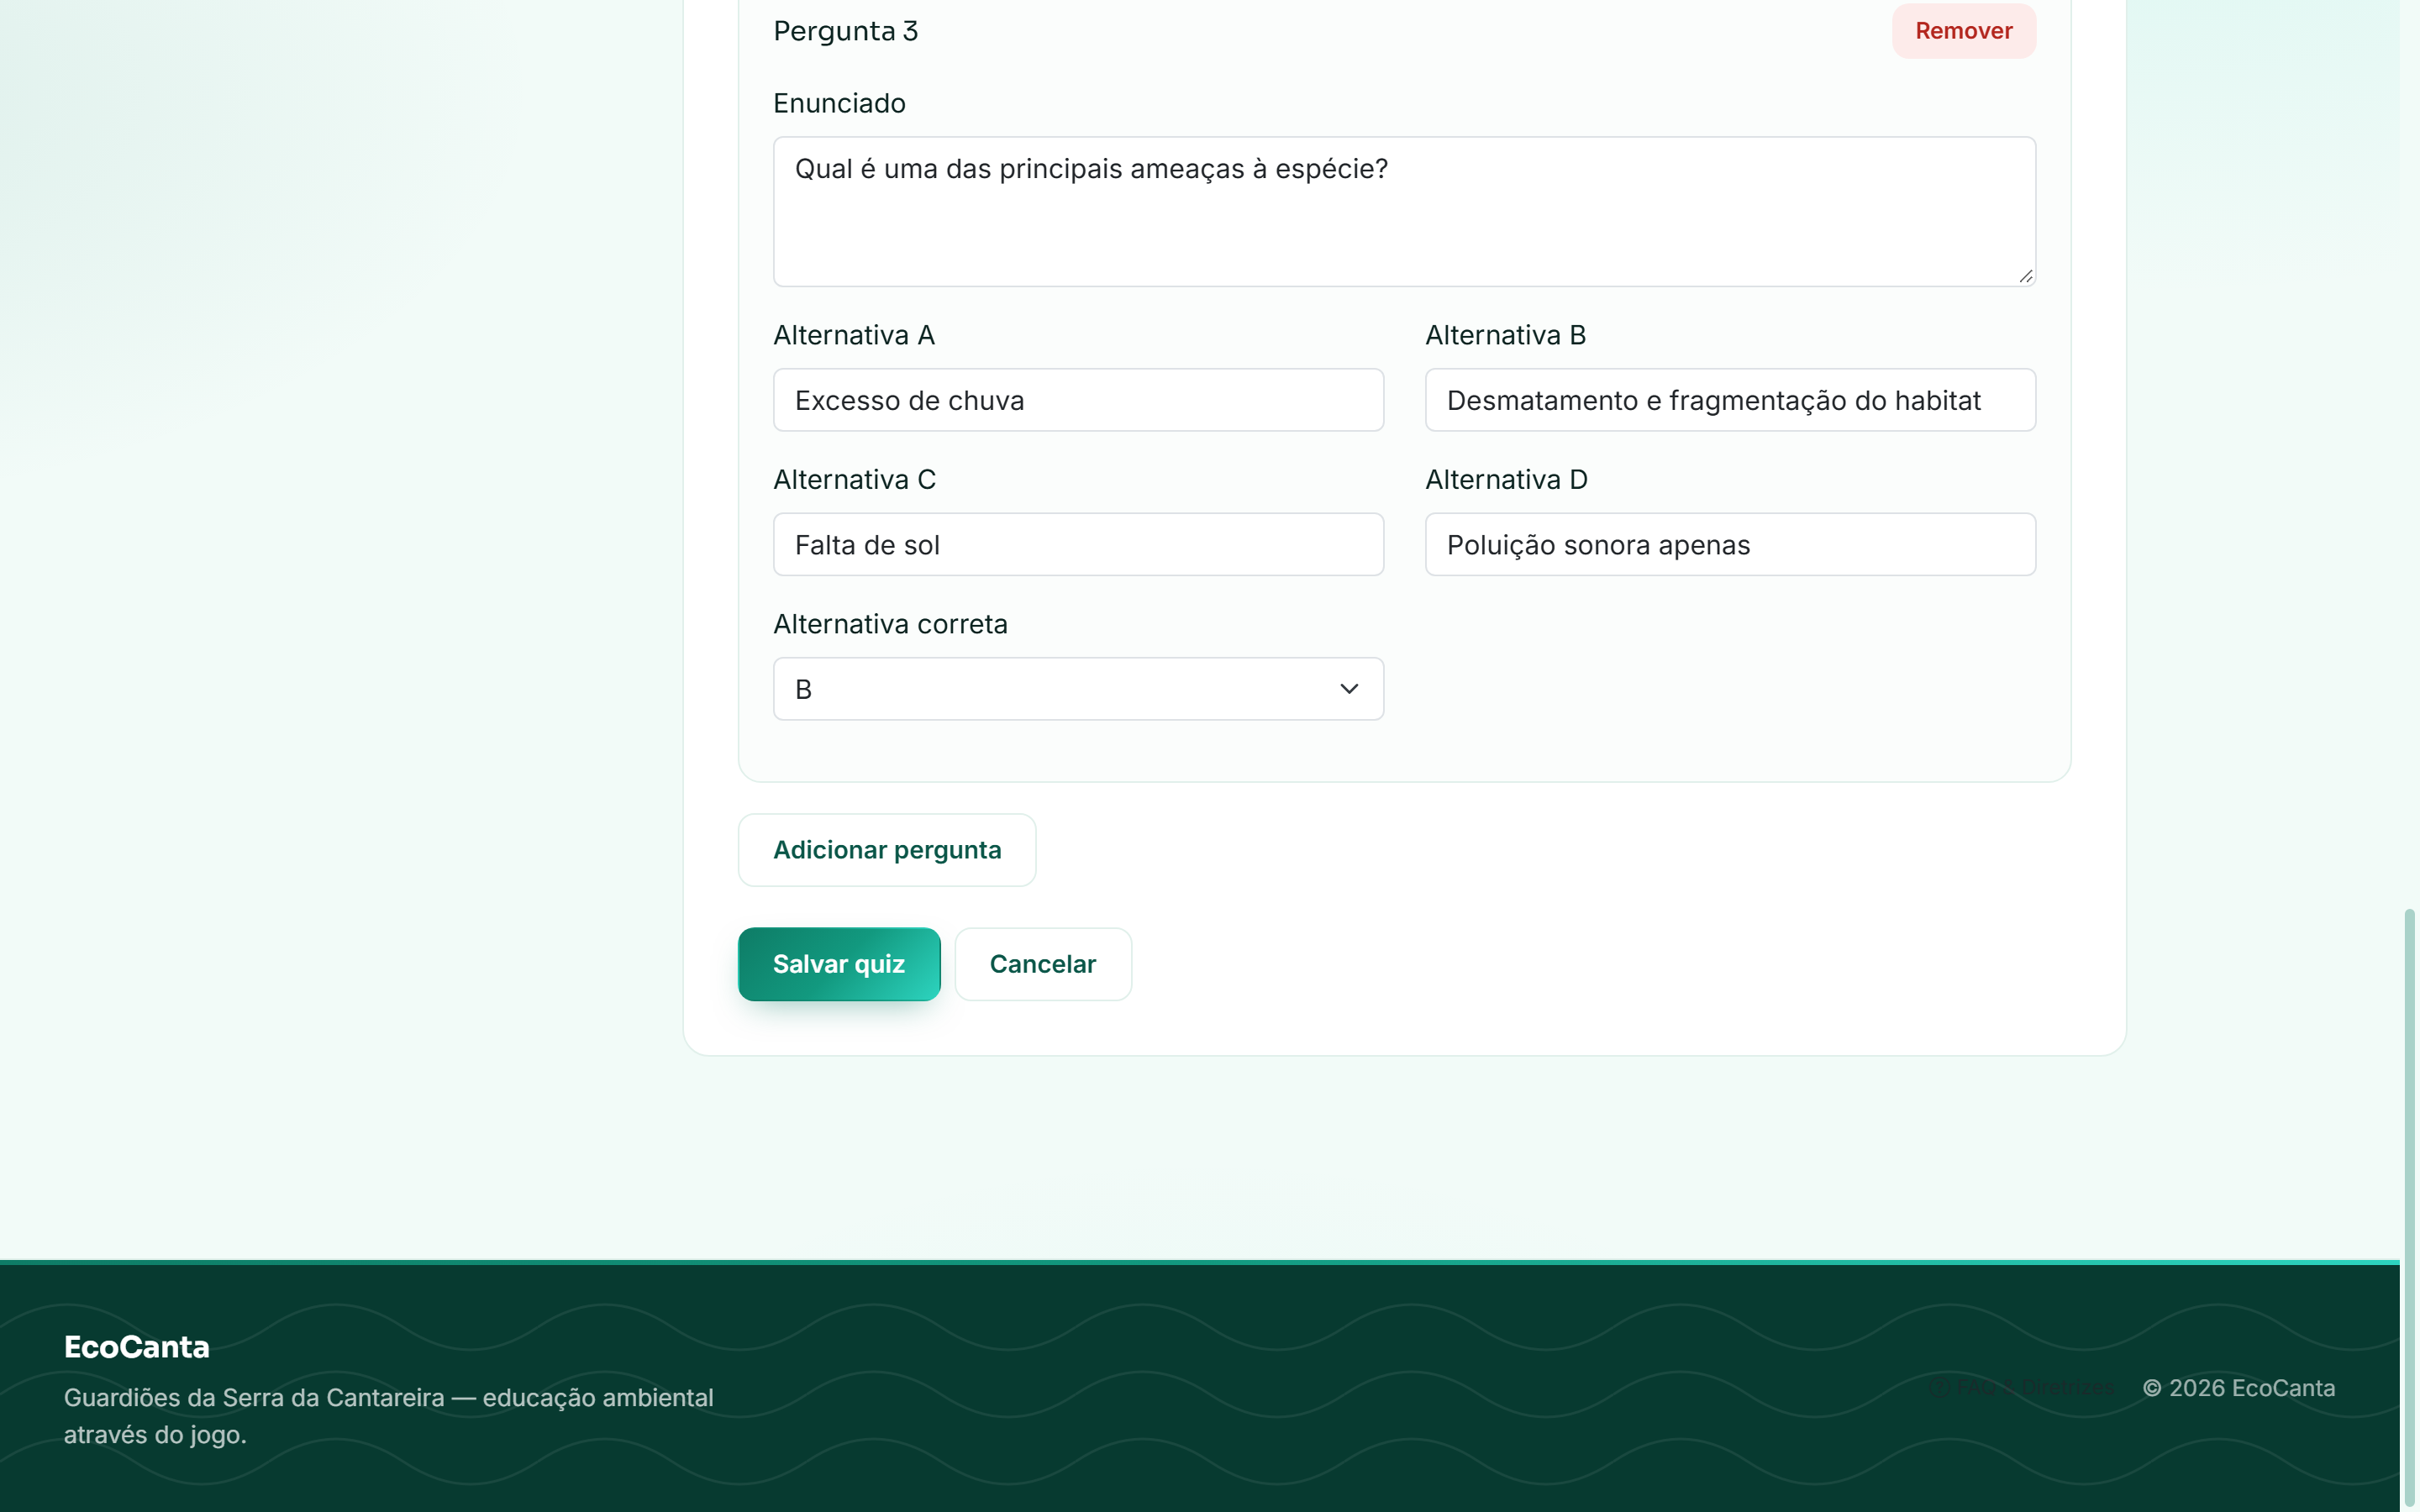 Pergunta 3
Remover
Enunciado
Qual é uma das principais ameaças à espécie?
Alternativa A
Alternativa B
Excesso de chuva
Desmatamento e fragmentação do habitat
Alternativa C
Alternativa D
Falta de sol
Poluição sonora apenas
Alternativa correta
B
Adicionar pergunta
Salvar quiz
Cancelar
EcoCanta
Guardiões da Serra da Cantareira — educação ambiental
através do jogo.
FAQ & Diretrizes
© 2026 EcoCanta